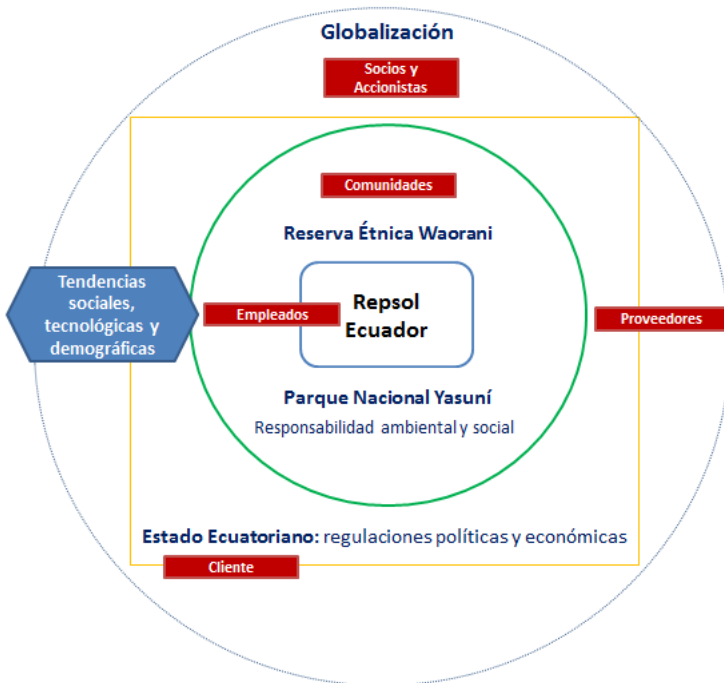 Globalización
Socios y
Accionistas
Comunidades
Reserva Étnica Waorani
Tendencias
sociales,
tecnológicas y
demográficas
Empleados
Repsol
Ecuador
Proveedores
Parque Nacional Yasuní
Responsabilidad ambiental y social
Estado Ecuatoriano: regulaciones políticas y económicas
Cliente